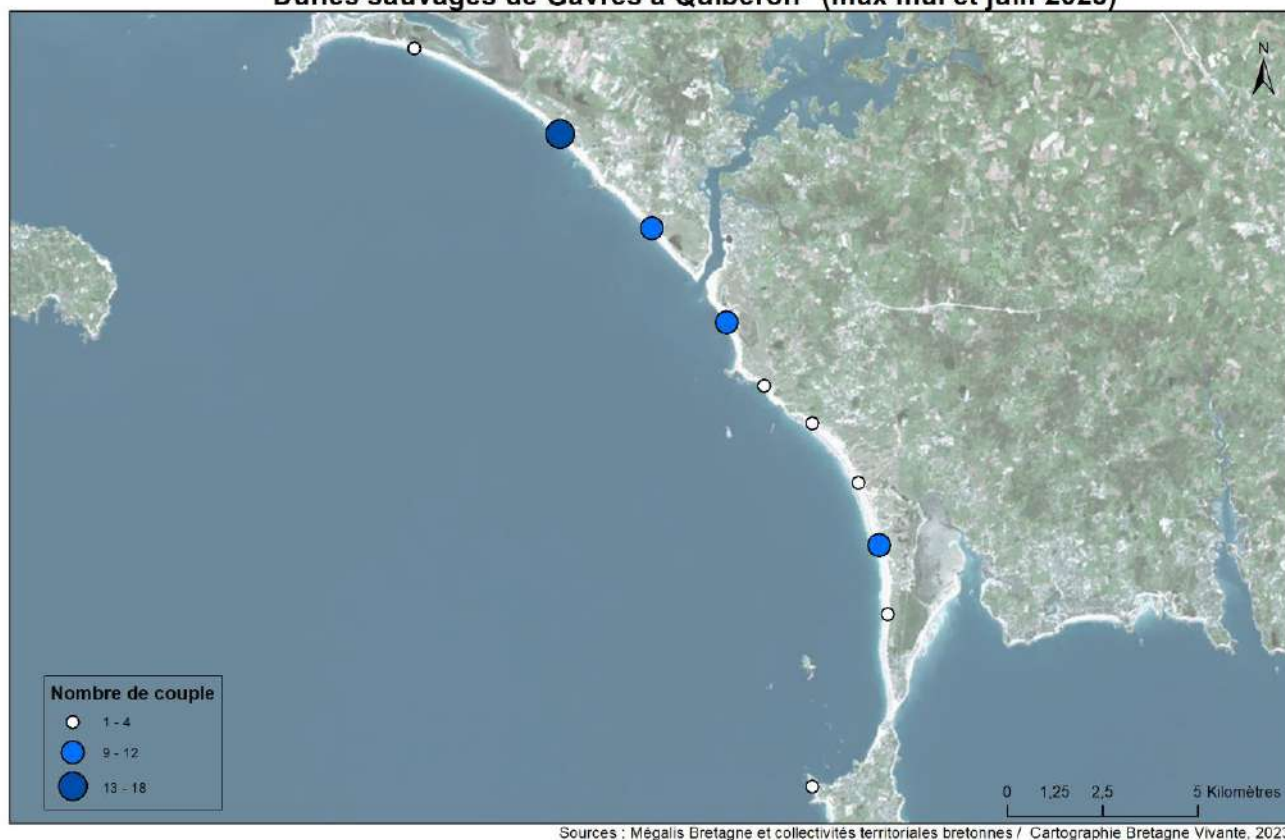 Dunes sauvages de Gâvres à Quiberon (max mai et juin 2023)
N
Nombre de couple
1 - 4
9 - 12
13 - 18
0 1,25 2,5 5 Kilomètres
Sources : Mégalis Bretagne et collectivités territoriales bretonnes / Cartographie Bretagne Vivante, 202